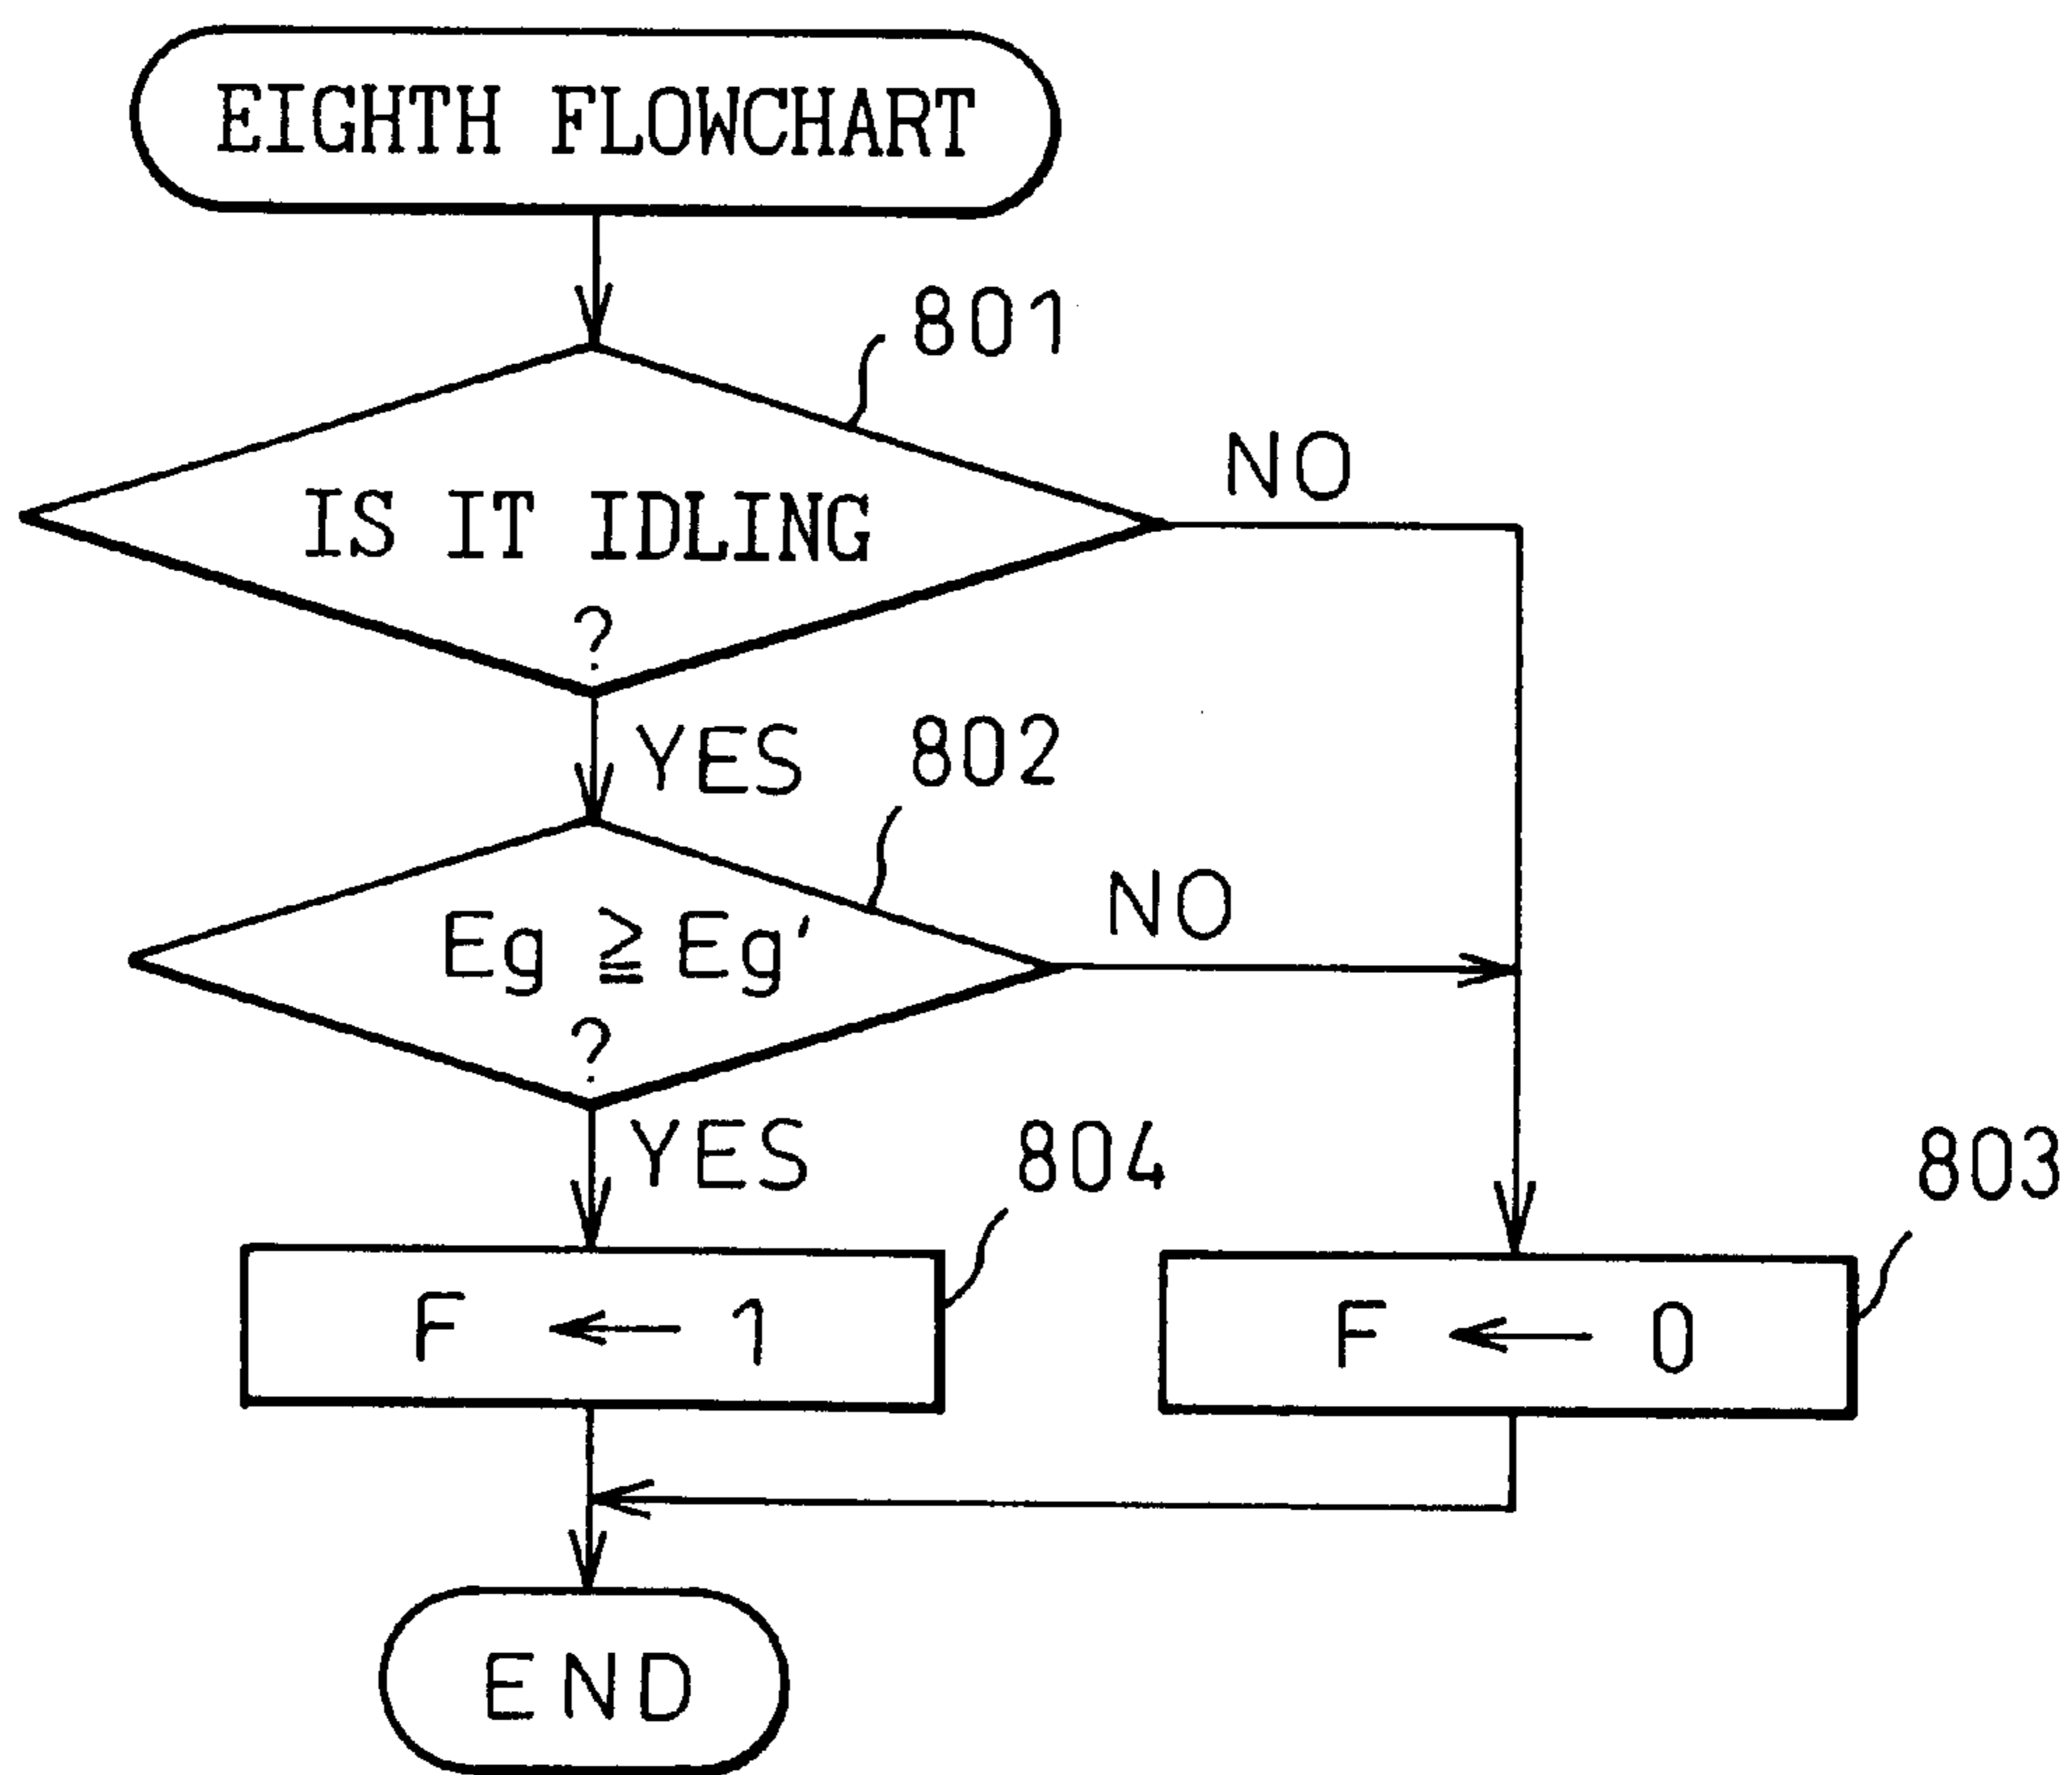 EIGHTH FLOWCHART
801
NO
IS IT IDLING
?
YES
802
NO
Eg ≧ Eg'
?
YES
804
803
F ← 1
F ← 0
END